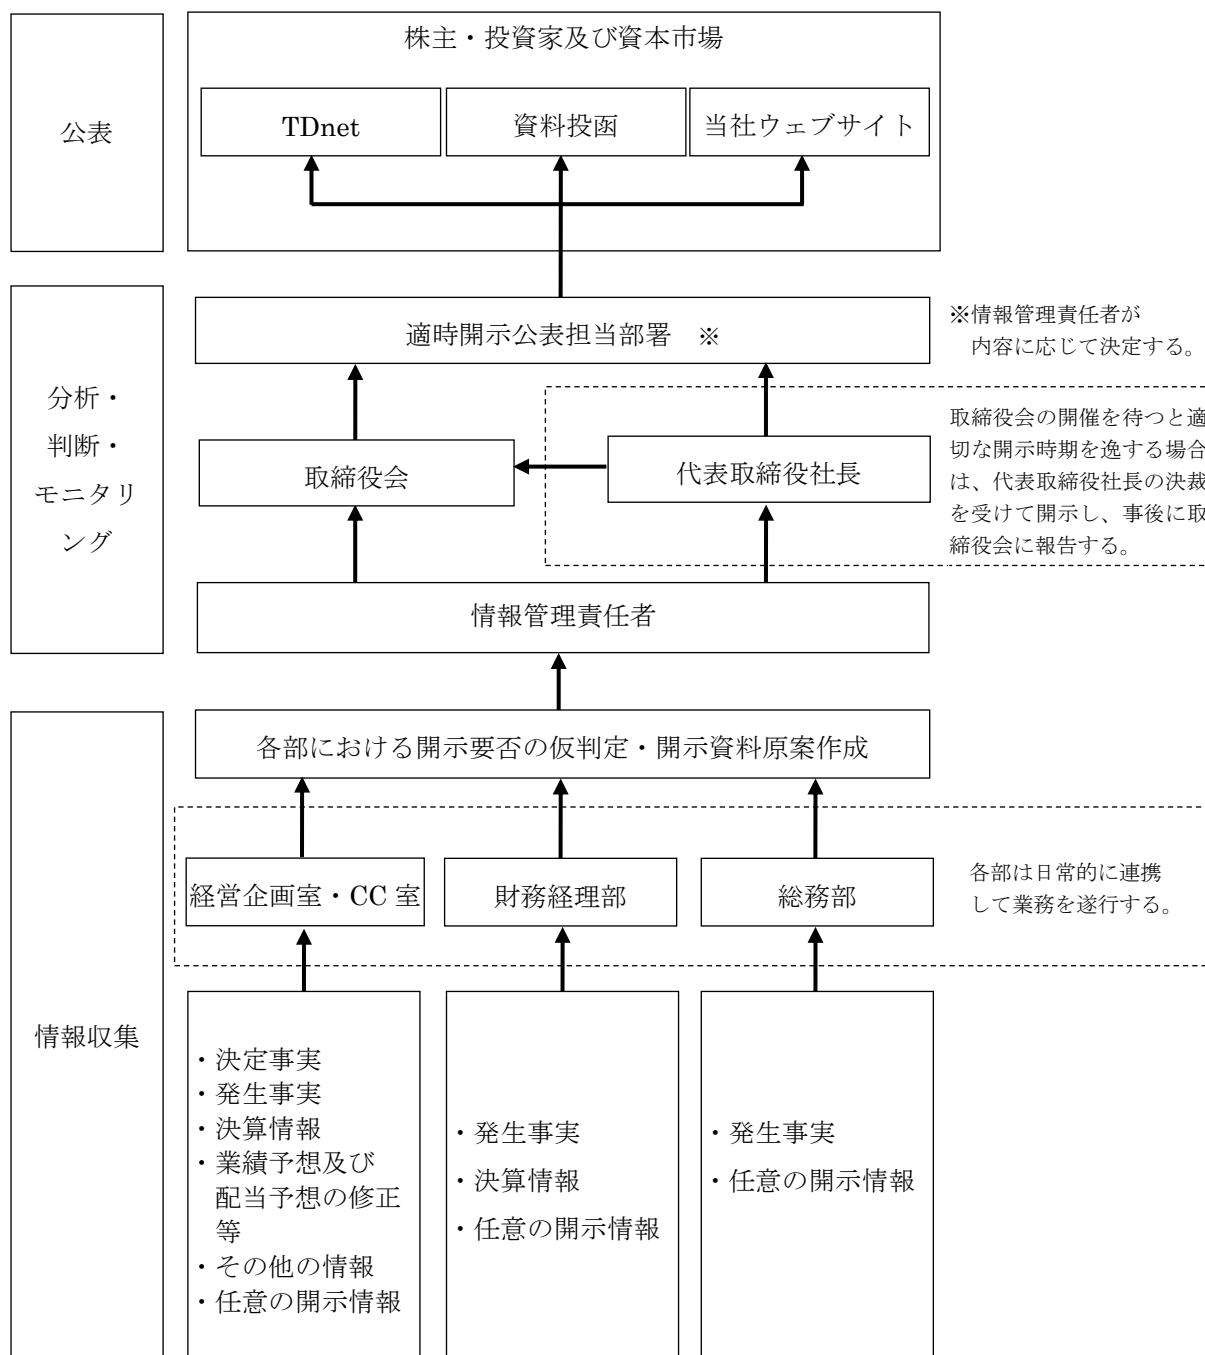 公表
株主・投資家及び資本市場
TDnet
資料投函
当社ウェブサイト
分析・
判断・
モニタリ
ング
適時開示公表担当部署　※
※情報管理責任者が
内容に応じて決定する。
取締役会
代表取締役社長
取締役会の開催を待つと適
切な開示時期を逸する場合
は、代表取締役社長の決裁
を受けて開示し、事後に取
締役会に報告する。
情報管理責任者
情報収集
各部における開示要否の仮判定・開示資料原案作成
経営企画室・CC 室
財務経理部
総務部
各部は日常的に連携
して業務を遂行する。
・決定事実
・発生事実
・決算情報
・業績予想及び
配当予想の修正
等
・その他の情報
・任意の開示情報
・発生事実
・決算情報
・任意の開示情報
・発生事実
・任意の開示情報